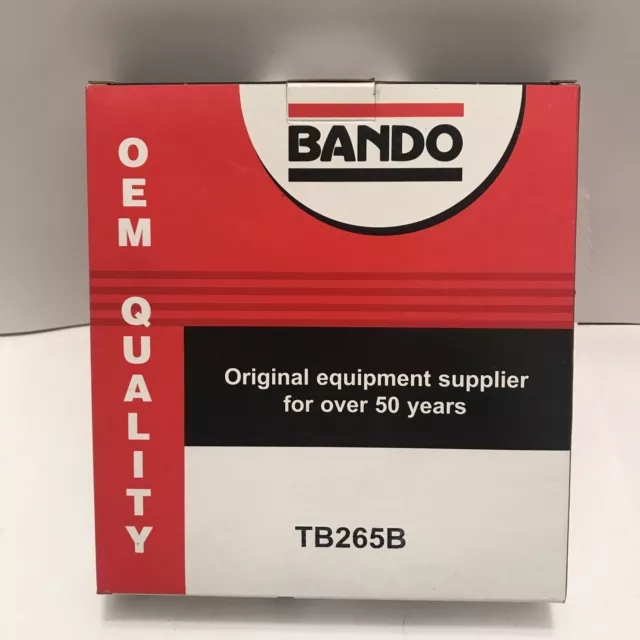 BANDO
OEM QUALITY
Original equipment supplier
for over 50 years
TB265B